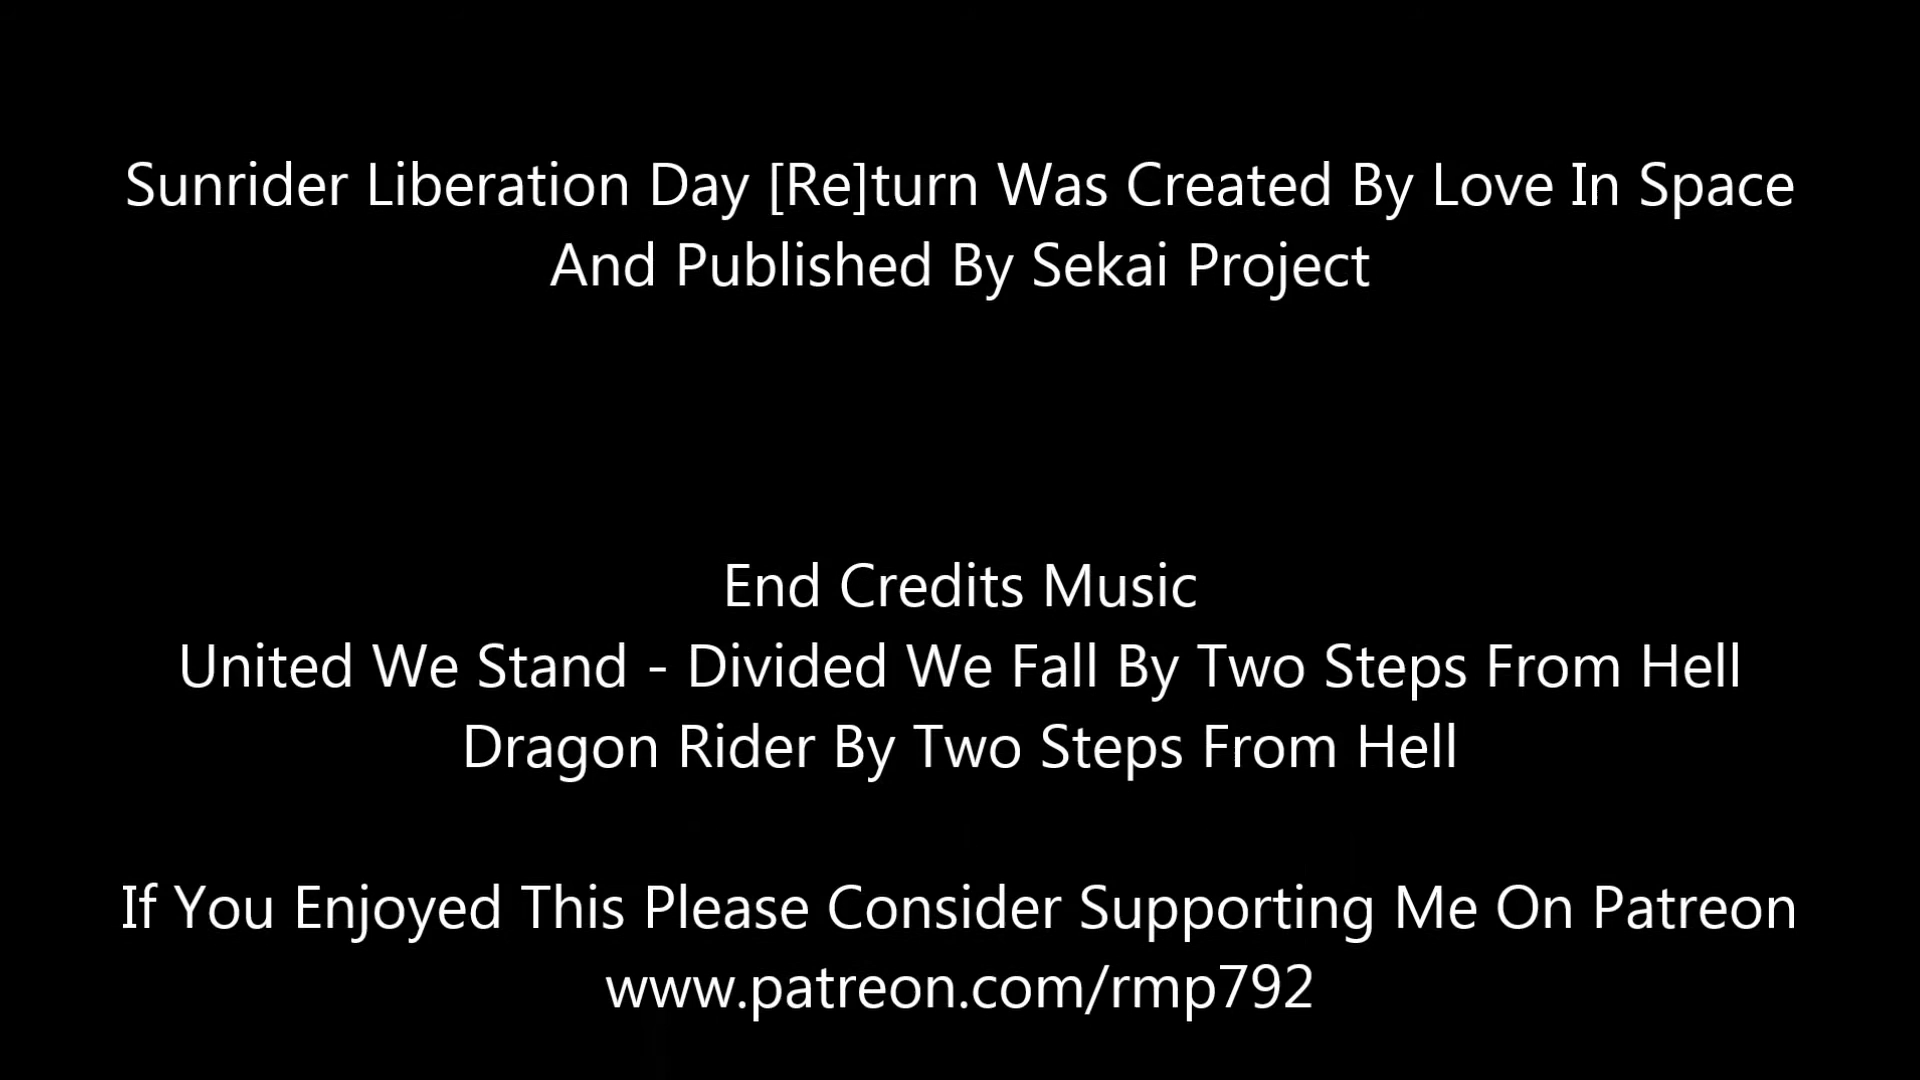 Sunrider Liberation Day [Re]turn Was Created By Love In Space
And Published By Sekai Project
End Credits Music
United We Stand - Divided We Fall By Two Steps From Hell
Dragon Rider By Two Steps From Hell
If You Enjoyed This Please Consider Supporting Me On Patreon
www.patreon.com/rmp792